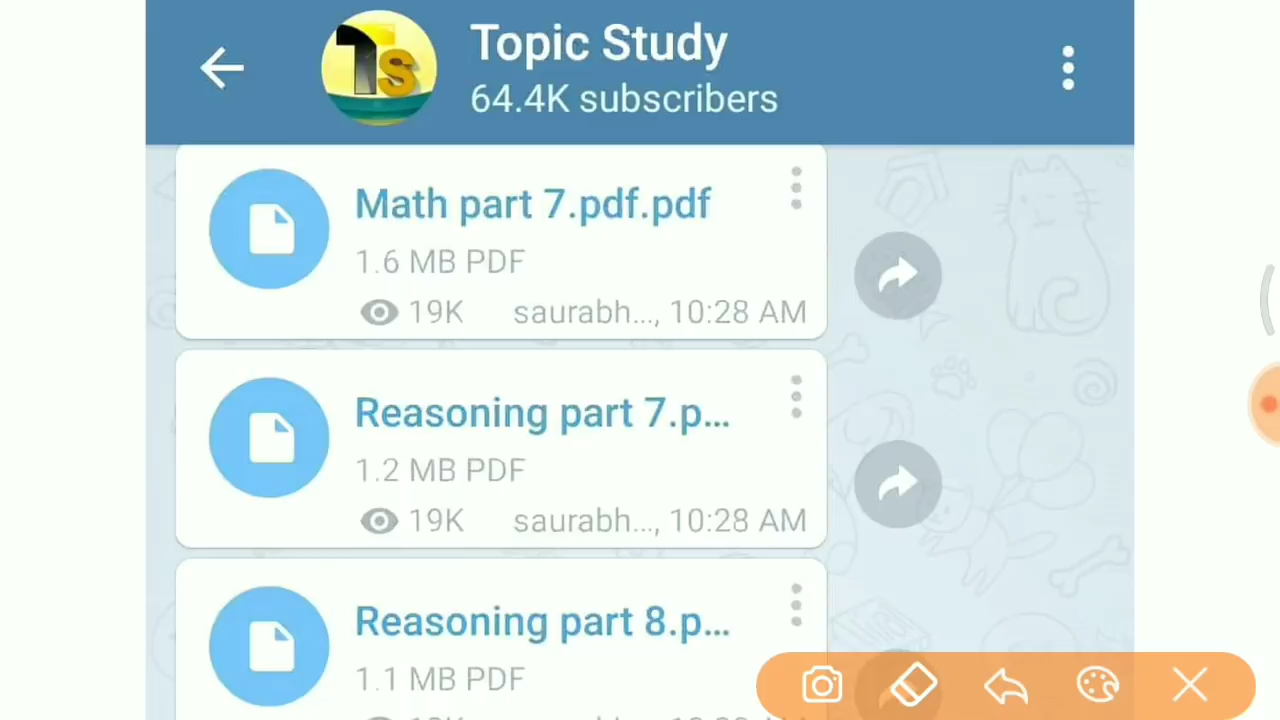 Ts
Topic Study
64.4K subscribers
Math part 7.pdf.pdf
1.6 MB PDF
19K saurabh..., 10:28 AM
Reasoning part 7.p...
1.2 MB PDF
19K saurabh..., 10:28 AM
Reasoning part 8.p...
1.1 MB PDF